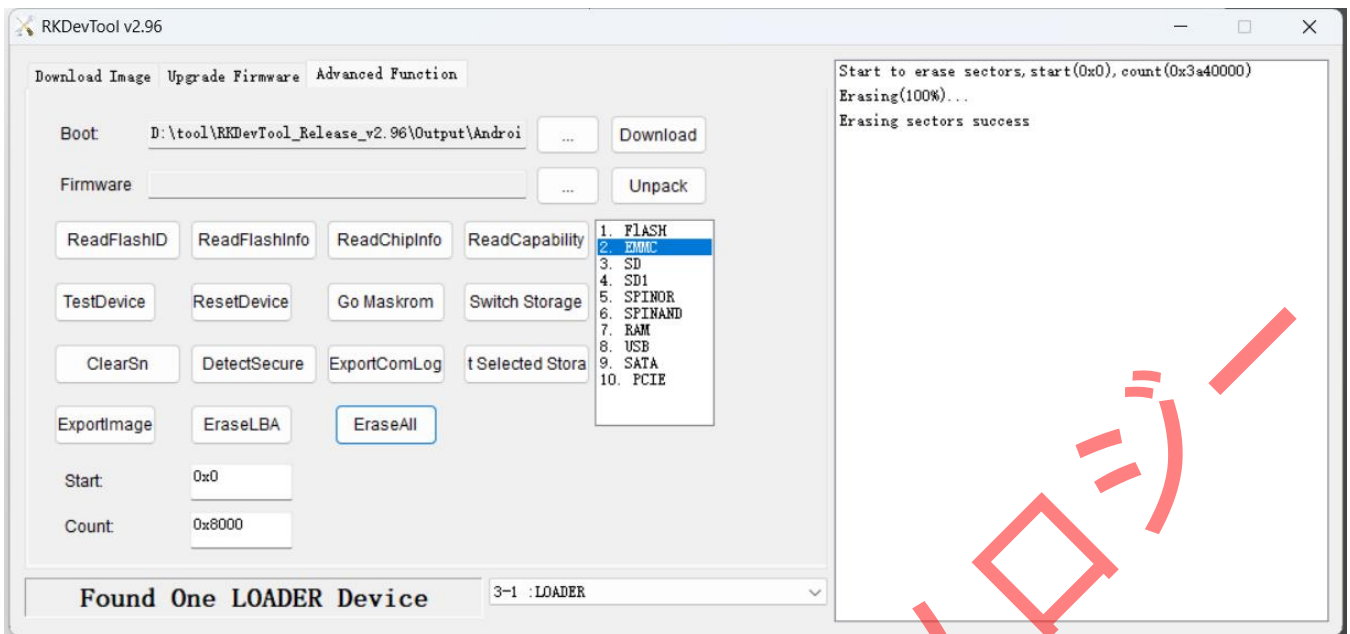 RKDevTool v2.96
Download Image Upgrade Firmware Advanced Function
Boot: D:\tool\RKDevTool_Release_v2.96\Output\Androi ... Download
Firmware ... Unpack
ReadFlashID ReadFlashInfo ReadChipInfo ReadCapability
TestDevice ResetDevice Go Maskrom Switch Storage
ClearSn DetectSecure ExportComLog t Selected Stora
ExportImage EraseLBA EraseAll
1. FlASH
2. EMMC
3. SD
4. SD1
5. SPINOR
6. SPINAND
7. RAM
8. USB
9. SATA
10. PCIE
Start: 0x0
Count: 0x8000
Found One LOADER Device 3-1 :LOADER
Start to erase sectors,start(0x0),count(0x3a40000)
Erasing(100%)...
Erasing sectors success
ロジー